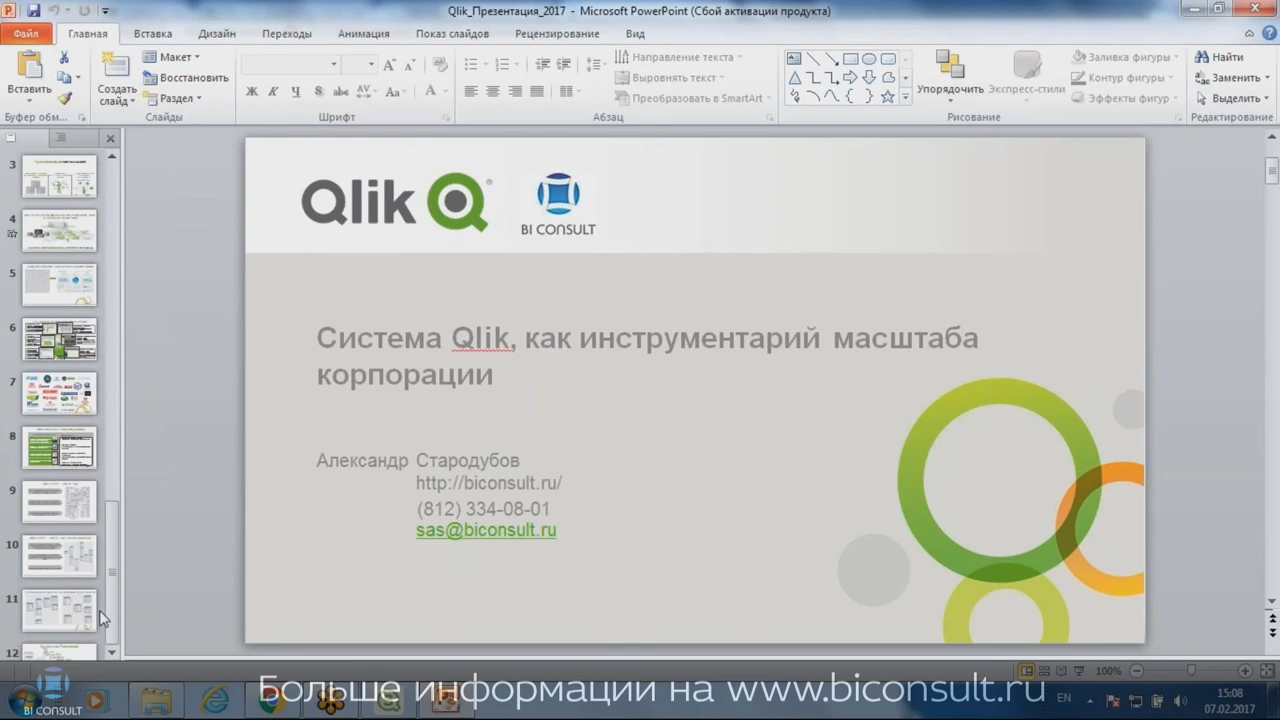 Qlik_Презентация_2017 - Microsoft PowerPoint (Сбой активации продукта)
Файл Главная Вставка Дизайн Переходы Анимация Показ слайдов Рецензирование Вид
Вставить
Создать слайд
Макет
Восстановить
Раздел
Ж К Ч S abc AV Aa A
Направление текста
Выровнять текст
Преобразовать в SmartArt
Упорядочить
Экспресс-стили
Заливка фигуры
Контур фигуры
Эффекты фигур
Найти
Заменить
Выделить
Буфер обм... Слайды Шрифт Абзац Рисование Редактирование
3
4
5
6
7
8
9
10
11
12
Qlik
BI CONSULT
Система Qlik, как инструментарий масштаба
корпорации
Александр Стародубов
http://biconsult.ru/
(812) 334-08-01
sas@biconsult.ru
100%
Больше информации на www.biconsult.ru
BI CONSULT
EN
15:08
07.02.2017